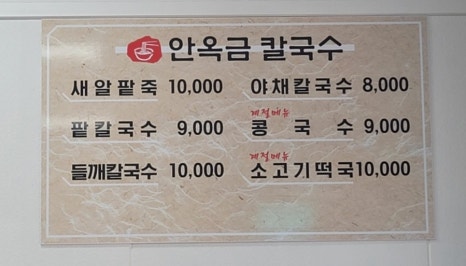 안옥금 칼국수
새알팥죽 10,000
팥칼국수 9,000
들깨칼국수 10,000
야채칼국수 8,000
계절메뉴
콩국수 9,000
계절메뉴
소고기떡국 10,000